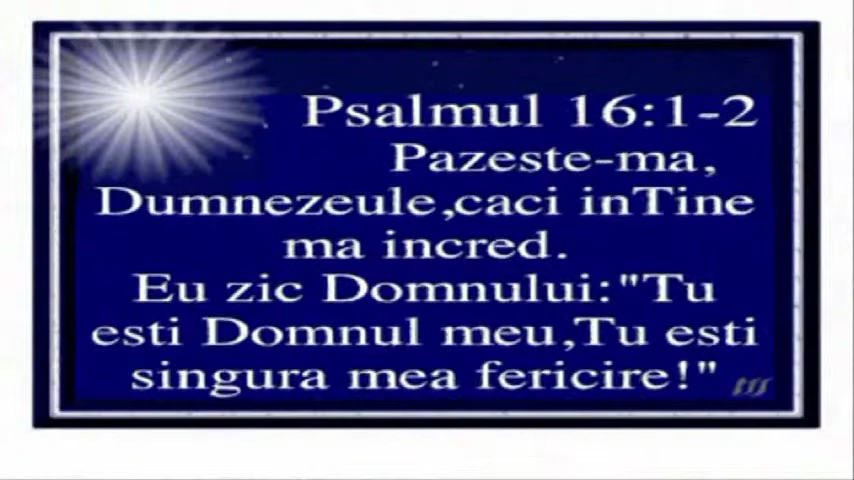 Psalmul 16:1-2
Pazeste-ma,
Dumnezeule,caci inTine
ma incred.
Eu zic Domnului:"Tu
esti Domnul meu,Tu esti
singura mea fericire!"